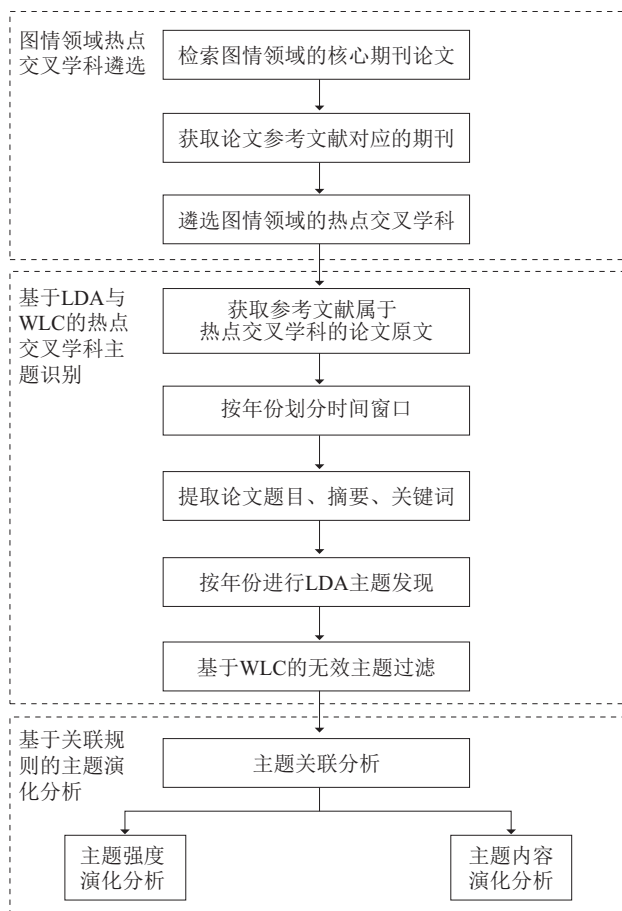 图情领域热点
交叉学科遴选
检索图情领域的核心期刊论文
获取论文参考文献对应的期刊
遴选图情领域的热点交叉学科
基于LDA与
WLC的热点
交叉学科主
题识别
获取参考文献属于
热点交叉学科的论文原文
按年份划分时间窗口
提取论文题目、摘要、关键词
按年份进行LDA主题发现
基于WLC的无效主题过滤
基于关联规
则的主题演
化分析
主题关联分析
主题强度
演化分析
主题内容
演化分析